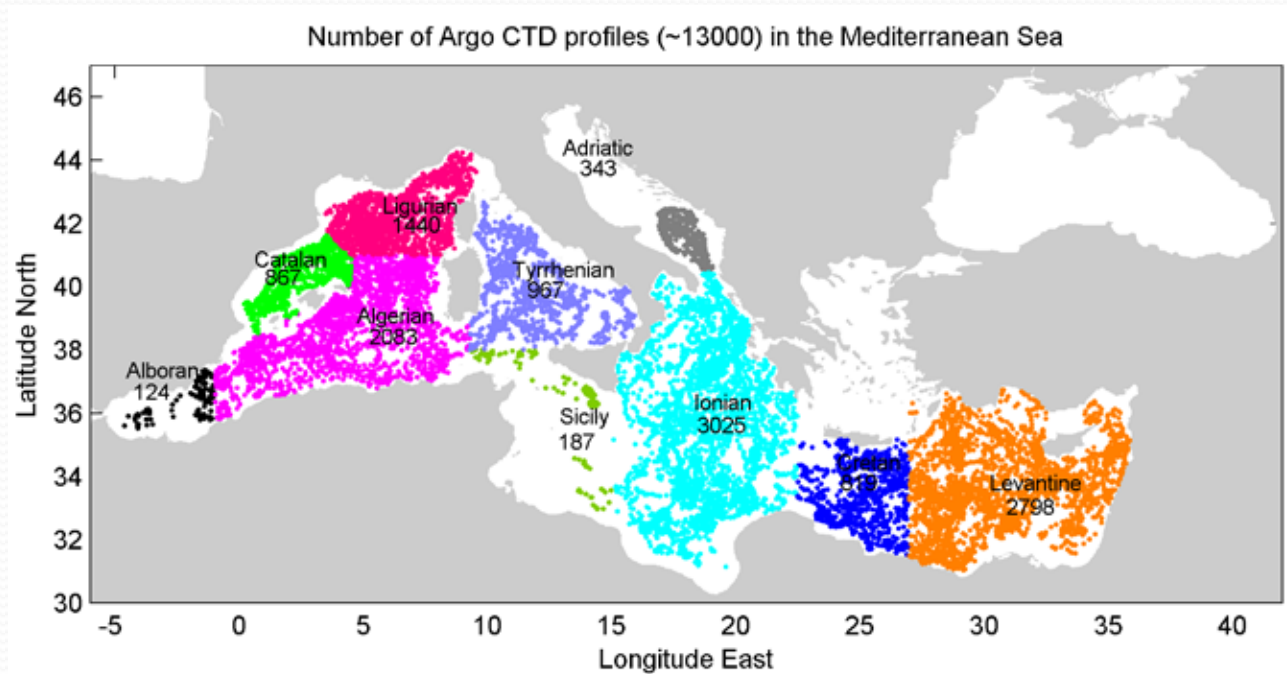 Number of Argo CTD profiles (~13000) in the Mediterranean Sea
Latitude North
46
44
42
40
38
36
34
32
30
Adriatic
343
Ligurian
1440
Catalan
867
Tyrrhenian
967
Algerian
2083
Alboran
124
Sicily
187
Ionian
3025
Cretan
Levantine
2798
-5
0
5
10
15
20
25
30
35
40
Longitude East